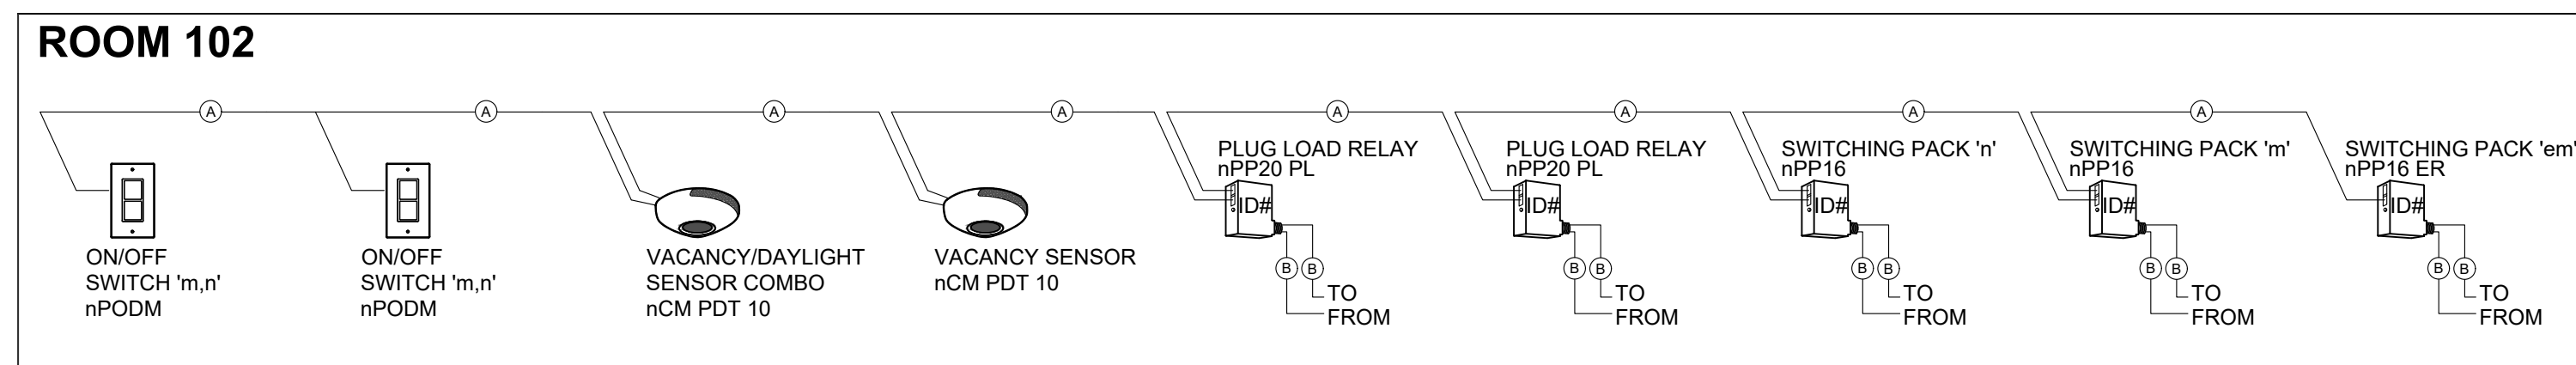 ROOM 102
A A A A A A A A
ON/OFF
SWITCH 'm,n'
nPODM
ON/OFF
SWITCH 'm,n'
nPODM
VACANCY/DAYLIGHT
SENSOR COMBO
nCM PDT 10
VACANCY SENSOR
nCM PDT 10
PLUG LOAD RELAY
nPP20 PL
ID#
B B
TO
FROM
PLUG LOAD RELAY
nPP20 PL
ID#
B B
TO
FROM
SWITCHING PACK 'n'
nPP16
ID#
B B
TO
FROM
SWITCHING PACK 'm'
nPP16
ID#
B B
TO
FROM
SWITCHING PACK 'em'
nPP16 ER
ID#
B B
TO
FROM